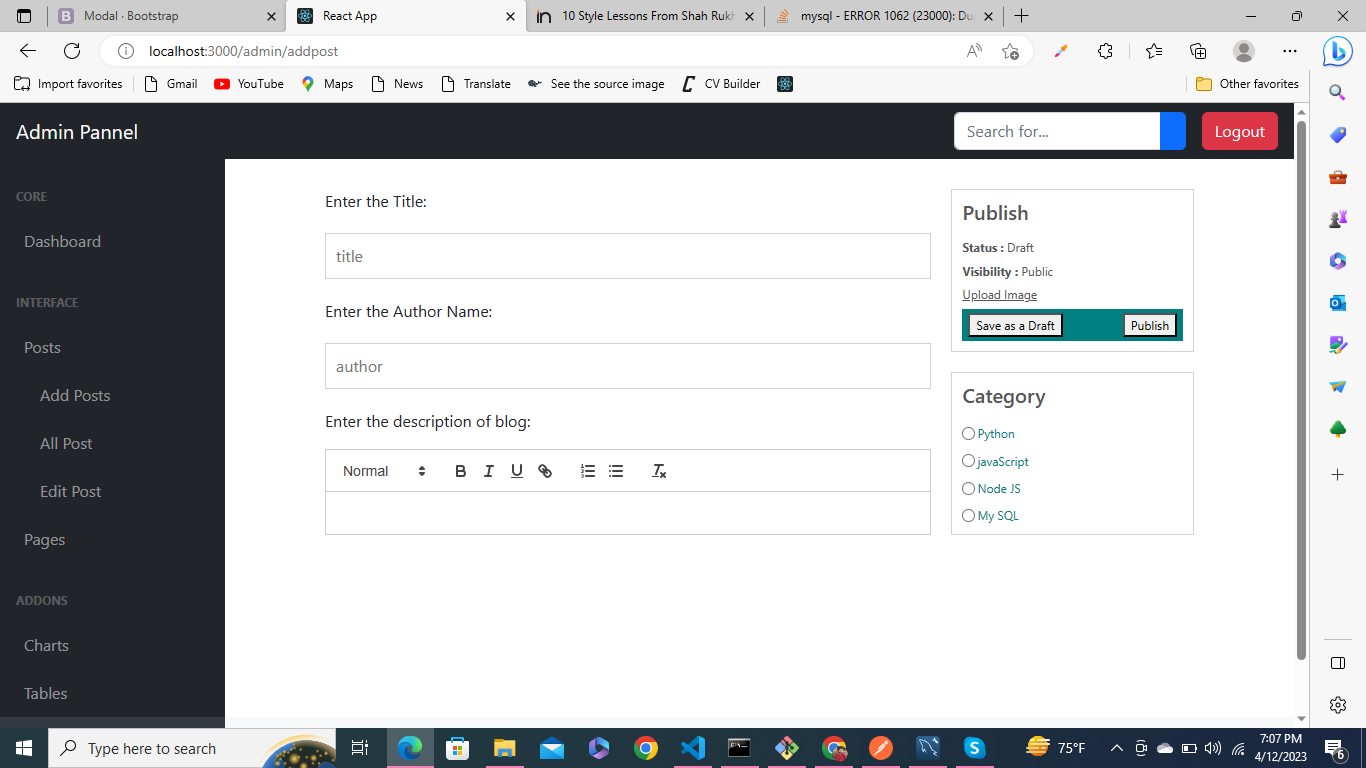 Modal · Bootstrap
React App
10 Style Lessons From Shah Rukh
mysql - ERROR 1062 (23000): Du
localhost:3000/admin/addpost
Import favorites
Gmail
YouTube
Maps
News
Translate
See the source image
CV Builder
Other favorites
Admin Pannel
Search for...
Logout
CORE
Dashboard
INTERFACE
Posts
Add Posts
All Post
Edit Post
Pages
ADDONS
Charts
Tables
Enter the Title:
title
Enter the Author Name:
author
Enter the description of blog:
Normal
Publish
Status : Draft
Visibility : Public
Upload Image
Save as a Draft
Publish
Category
Python
javaScript
Node JS
My SQL
Type here to search
75°F
7:07 PM
4/12/2023
6